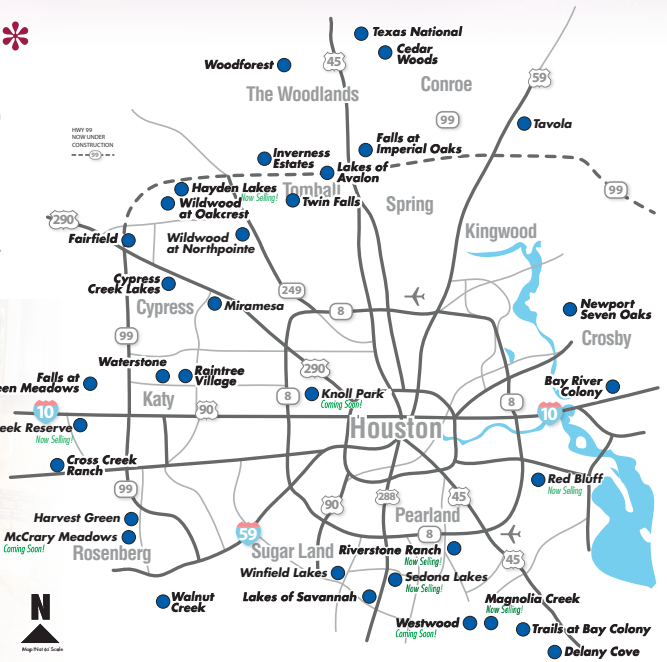 Texas National
Cedar
Woods
Woodforest
45
59
Conroe
The Woodlands
99
Tavola
HWY 99
NOW UNDER
CONSTRUCTION
99
Falls at
Imperial Oaks
Inverness
Estates
Lakes of
Avalon
Hayden Lakes
Now Selling!
Tomball
99
Wildwood
at Oakcrest
Twin Falls
Spring
290
Fairfield
Wildwood
at Northpointe
Kingwood
Cypress
Creek Lakes
249
Cypress
Miramesa
8
Newport
Seven Oaks
99
Crosby
Waterstone
Raintree
Village
290
Falls at
en Meadows
Bay River
Colony
Katy
90
8
Knoll Park
Coming Soon!
8
10
10
eek Reserve
Now Selling!
Houston
Cross Creek
Ranch
Red Bluff
Now Selling
99
90
288
45
Harvest Green
Pearland
McCrary Meadows
Coming Soon!
Rosenberg
59
Sugar Land
8
Riverstone Ranch
Now Selling!
45
Winfield Lakes
Sedona Lakes
Now Selling!
Walnut
Creek
Lakes of Savannah
Magnolia Creek
Now Selling!
Westwood
Coming Soon!
Trails at Bay Colony
Delany Cove
N
Map Not to Scale